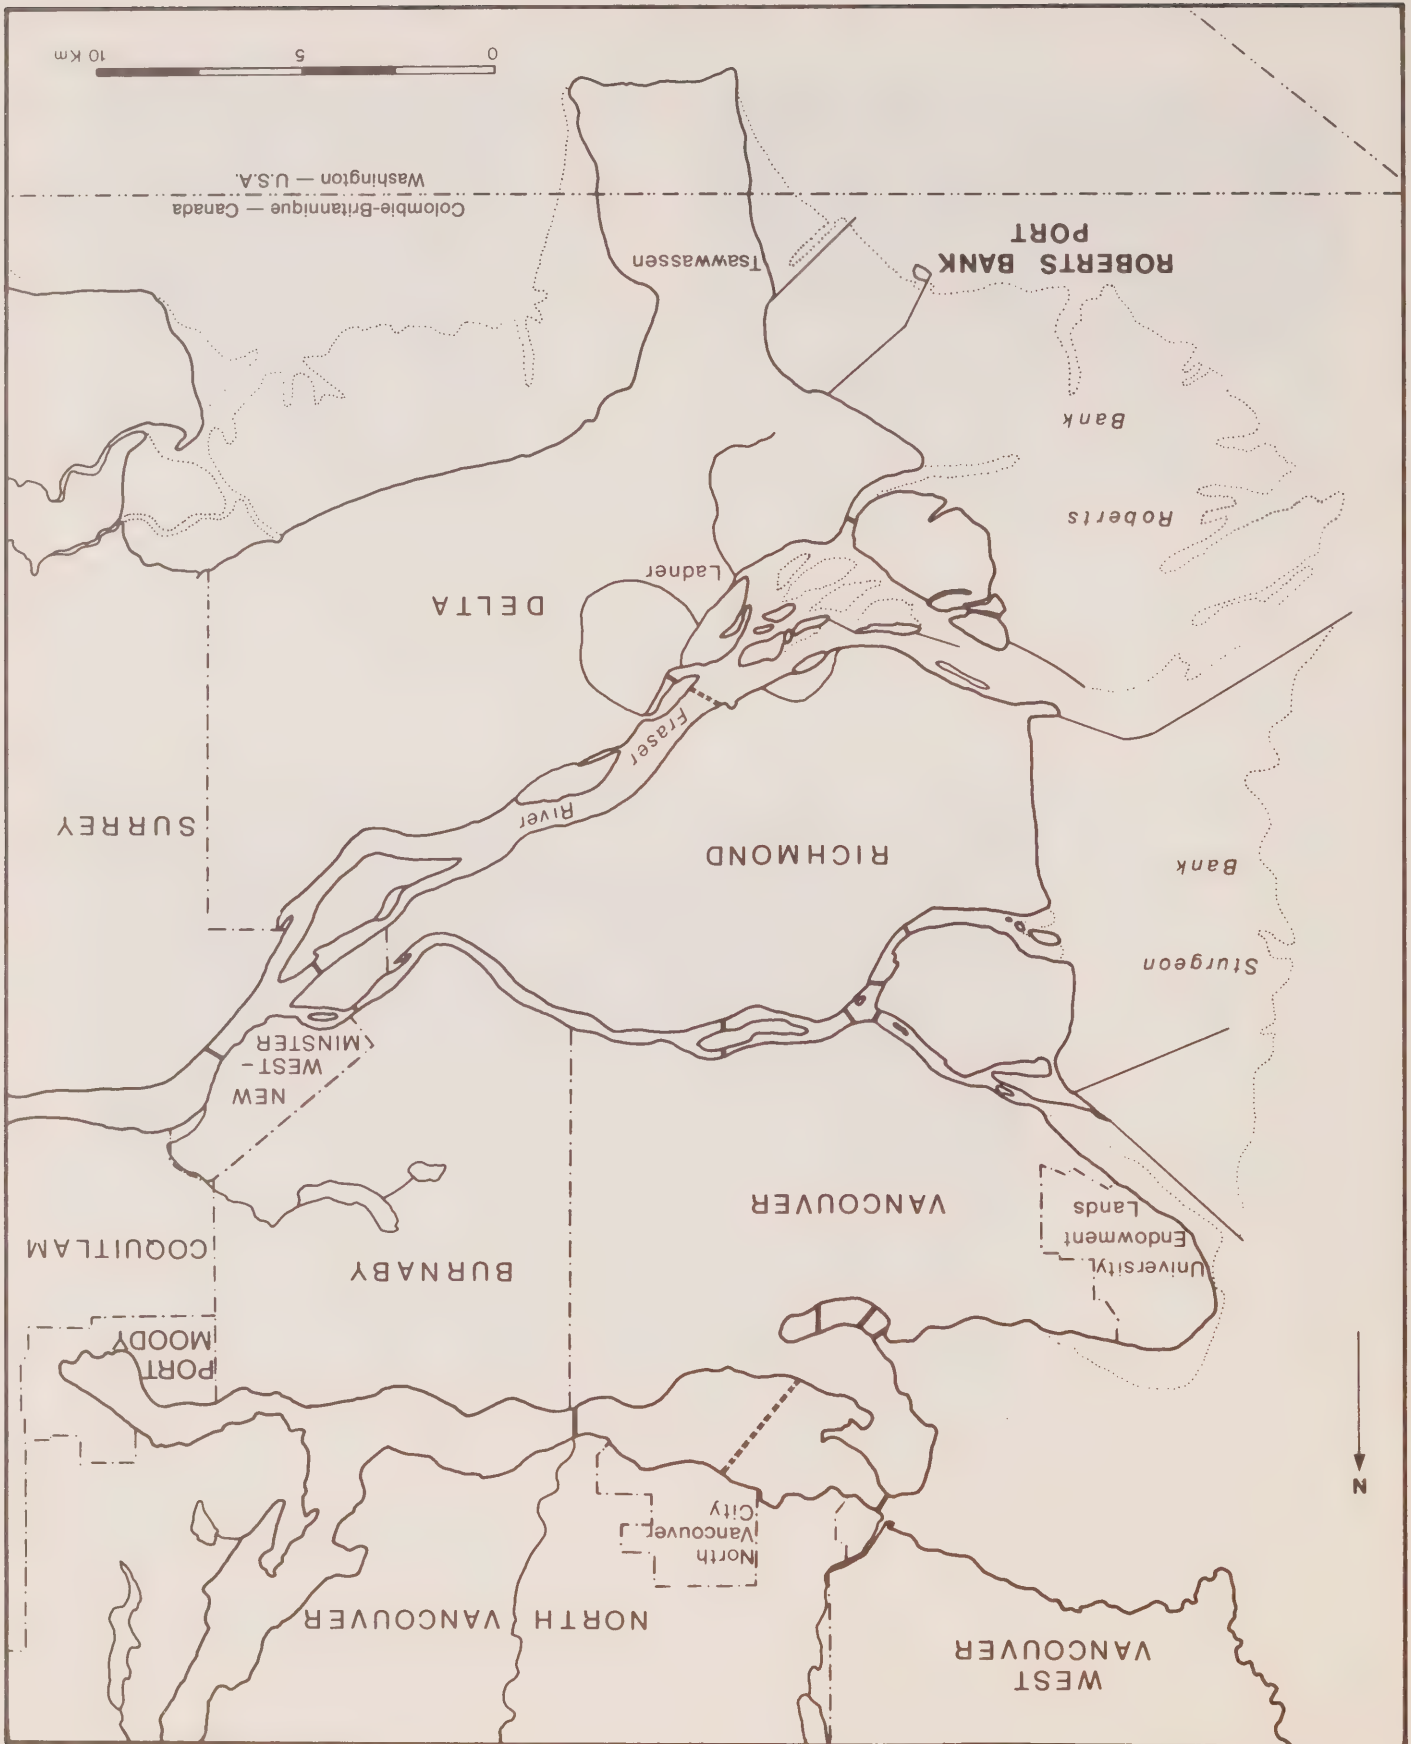 WEST
VANCOUVER
NORTH VANCOUVER
North
Vancouver
City
N
PORT
MOODY
COQUITLAM
BURNABY
VANCOUVER
University
Endowment
Lands
NEW
WEST-
MINSTER
Sturgeon
Bank
RICHMOND
SURREY
River
Fraser
DELTA
Ladner
Roberts
Bank
ROBERTS BANK
PORT
Tsawwassen
Colombie-Britannique — Canada
Washington — U.S.A.
0 5 10 Km